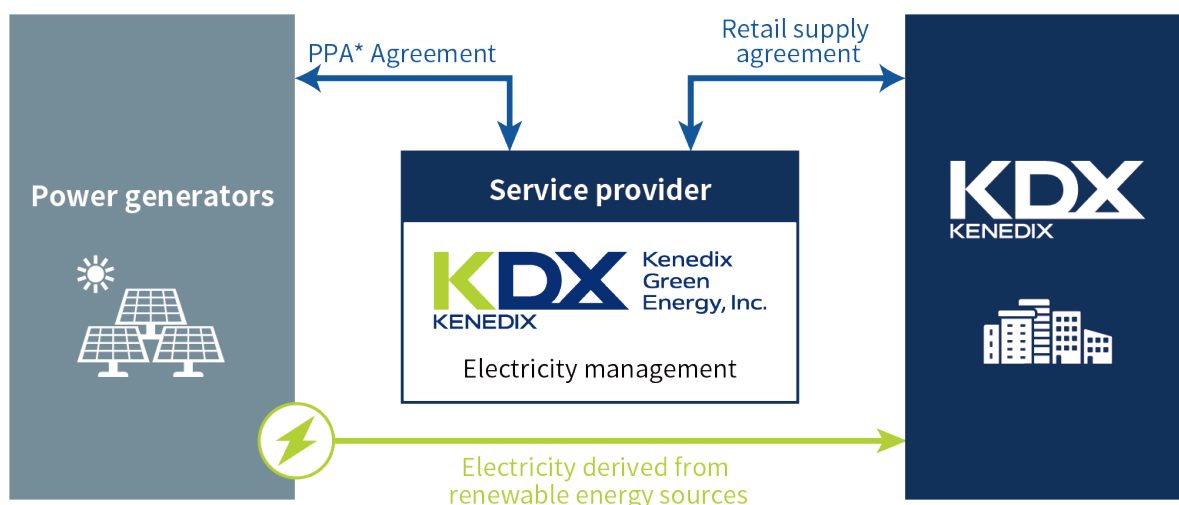 PPA* Agreement
Retail supply
agreement
Power generators
Service provider
KDX
KENEDIX
Kenedix
Green
Energy, Inc.
Electricity management
KDX
KENEDIX
Electricity derived from
renewable energy sources